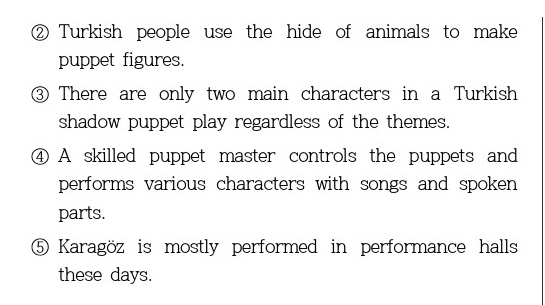 ② Turkish people use the hide of animals to make
puppet figures.
③ There are only two main characters in a Turkish
shadow puppet play regardless of the themes.
④ A skilled puppet master controls the puppets and
performs various characters with songs and spoken
parts.
⑤ Karagöz is mostly performed in performance halls
these days.